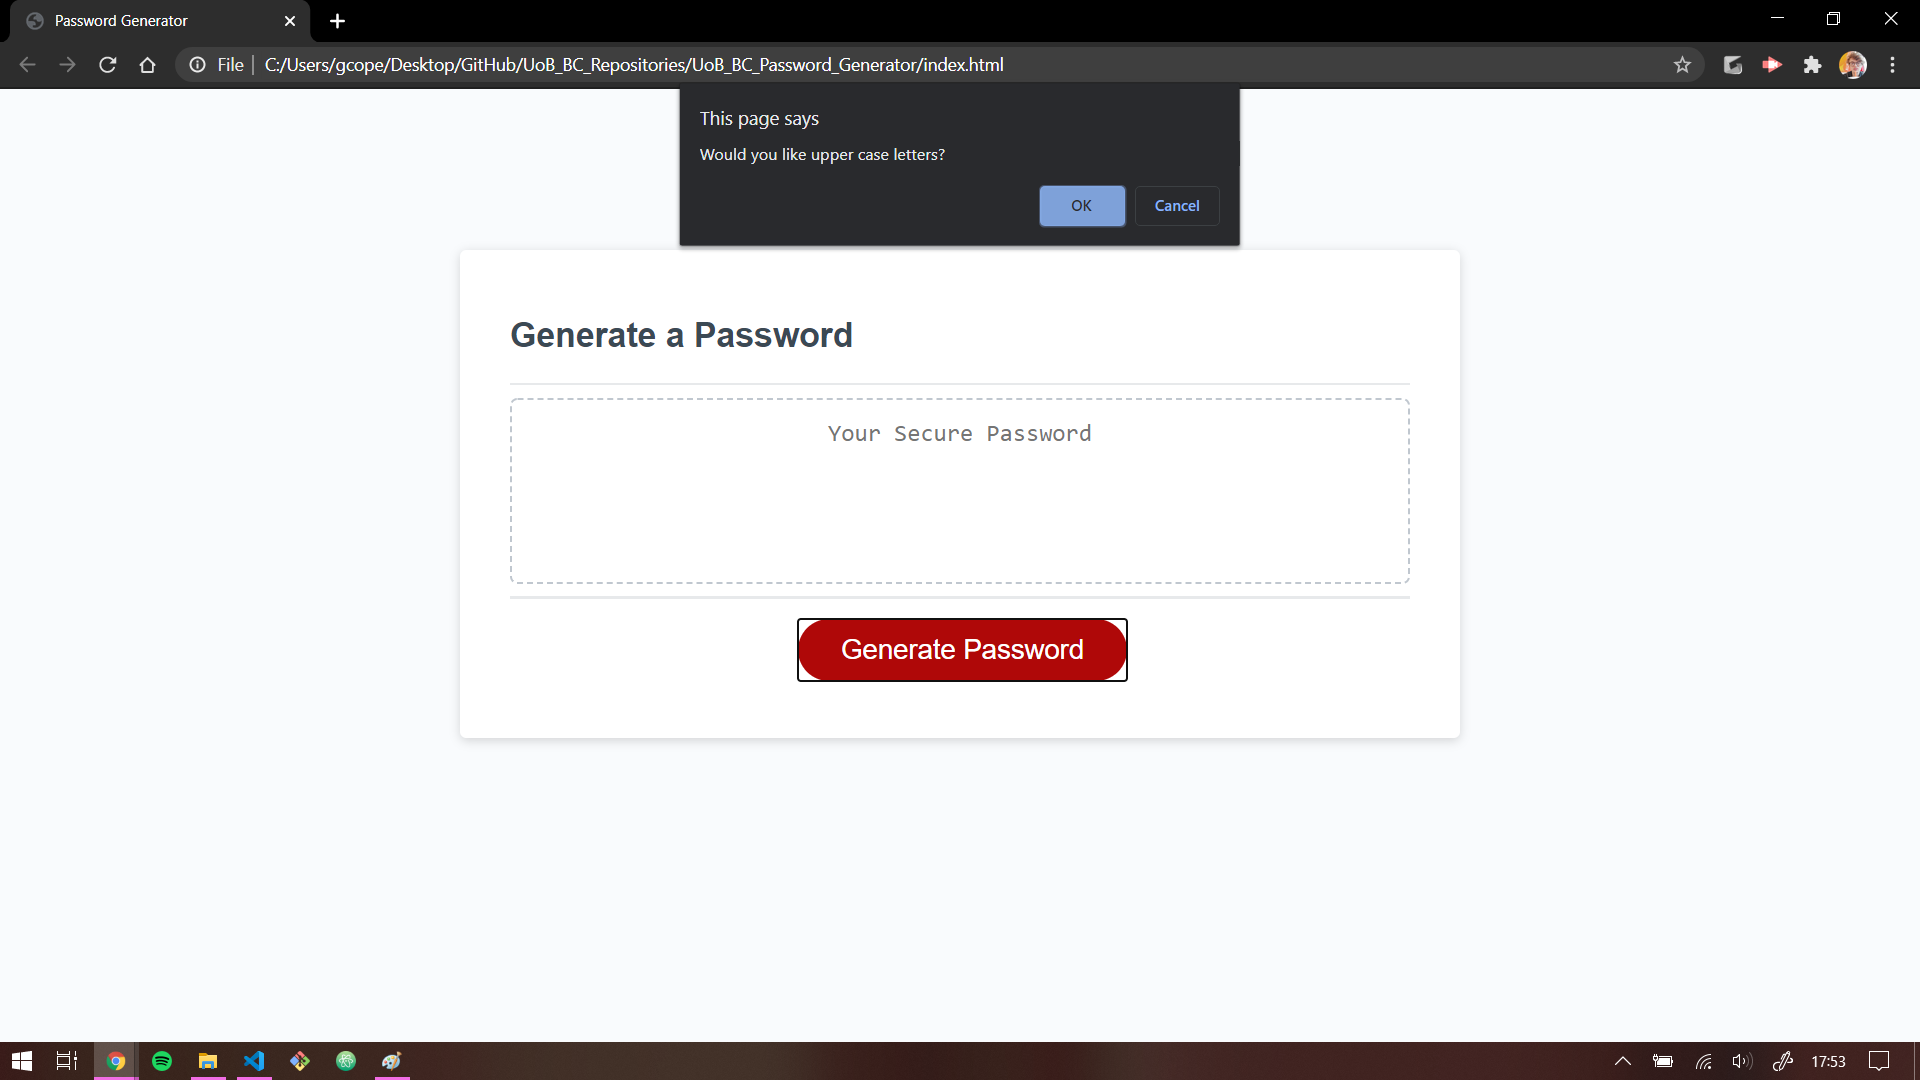 Password Generator
File
C:/Users/gcope/Desktop/GitHub/UoB_BC_Repositories/UoB_BC_Password_Generator/index.html
This page says
Would you like upper case letters?
OK
Cancel
Generate a Password
Your Secure Password
Generate Password
17:53